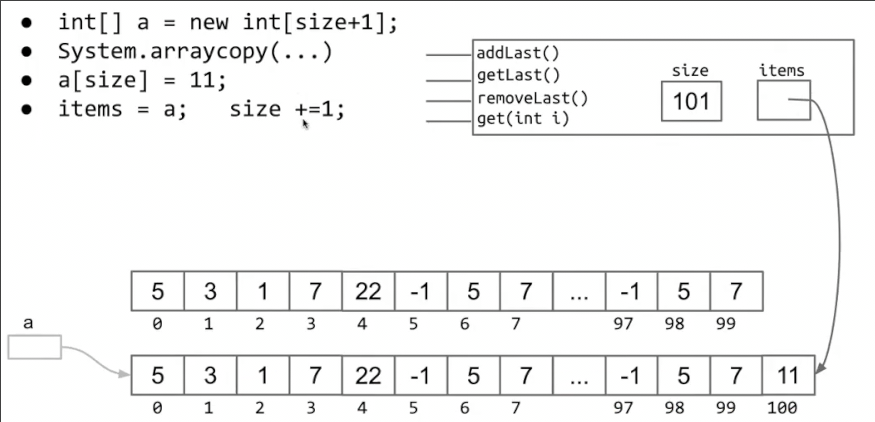 ● int[] a = new int[size+1];
● System.arraycopy(...)
● a[size] = 11;
● items = a; size +=1;
addLast()
getLast()
removeLast()
get(int i)
size
items
101
5 3 1 7 22 -1 5 7 ... -1 5 7
0 1 2 3 4 5 6 7 97 98 99
a
5 3 1 7 22 -1 5 7 ... -1 5 7 11
0 1 2 3 4 5 6 7 97 98 99 100